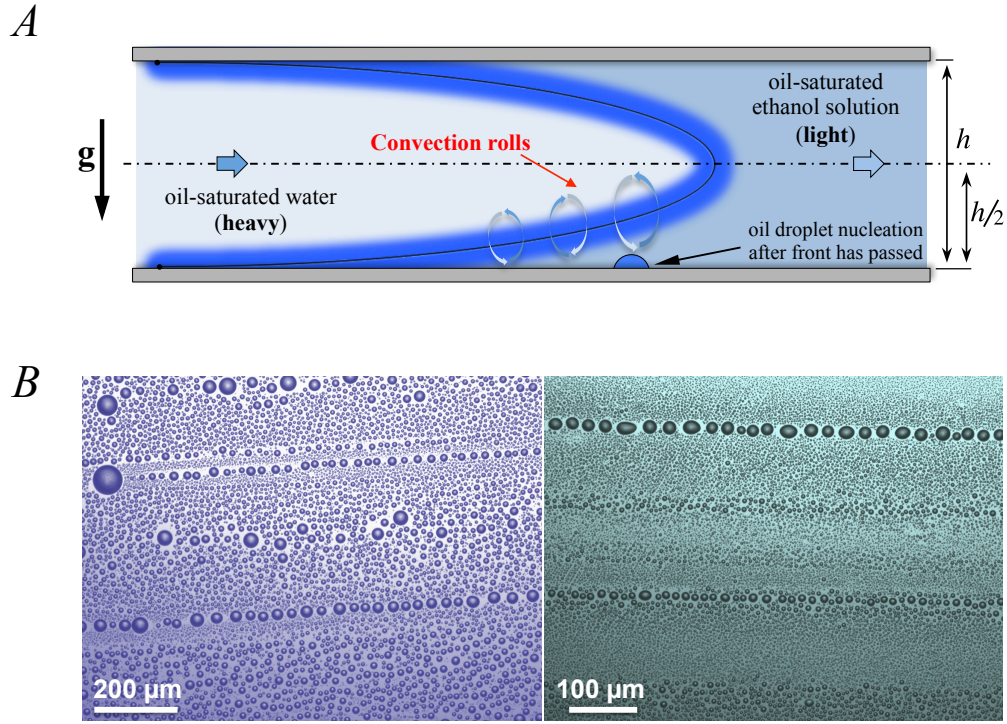 A
oil-saturated
ethanol solution
(light)
h
g
Convection rolls
oil-saturated water
(heavy)
h/2
oil droplet nucleation
after front has passed
B
200 µm
100 µm